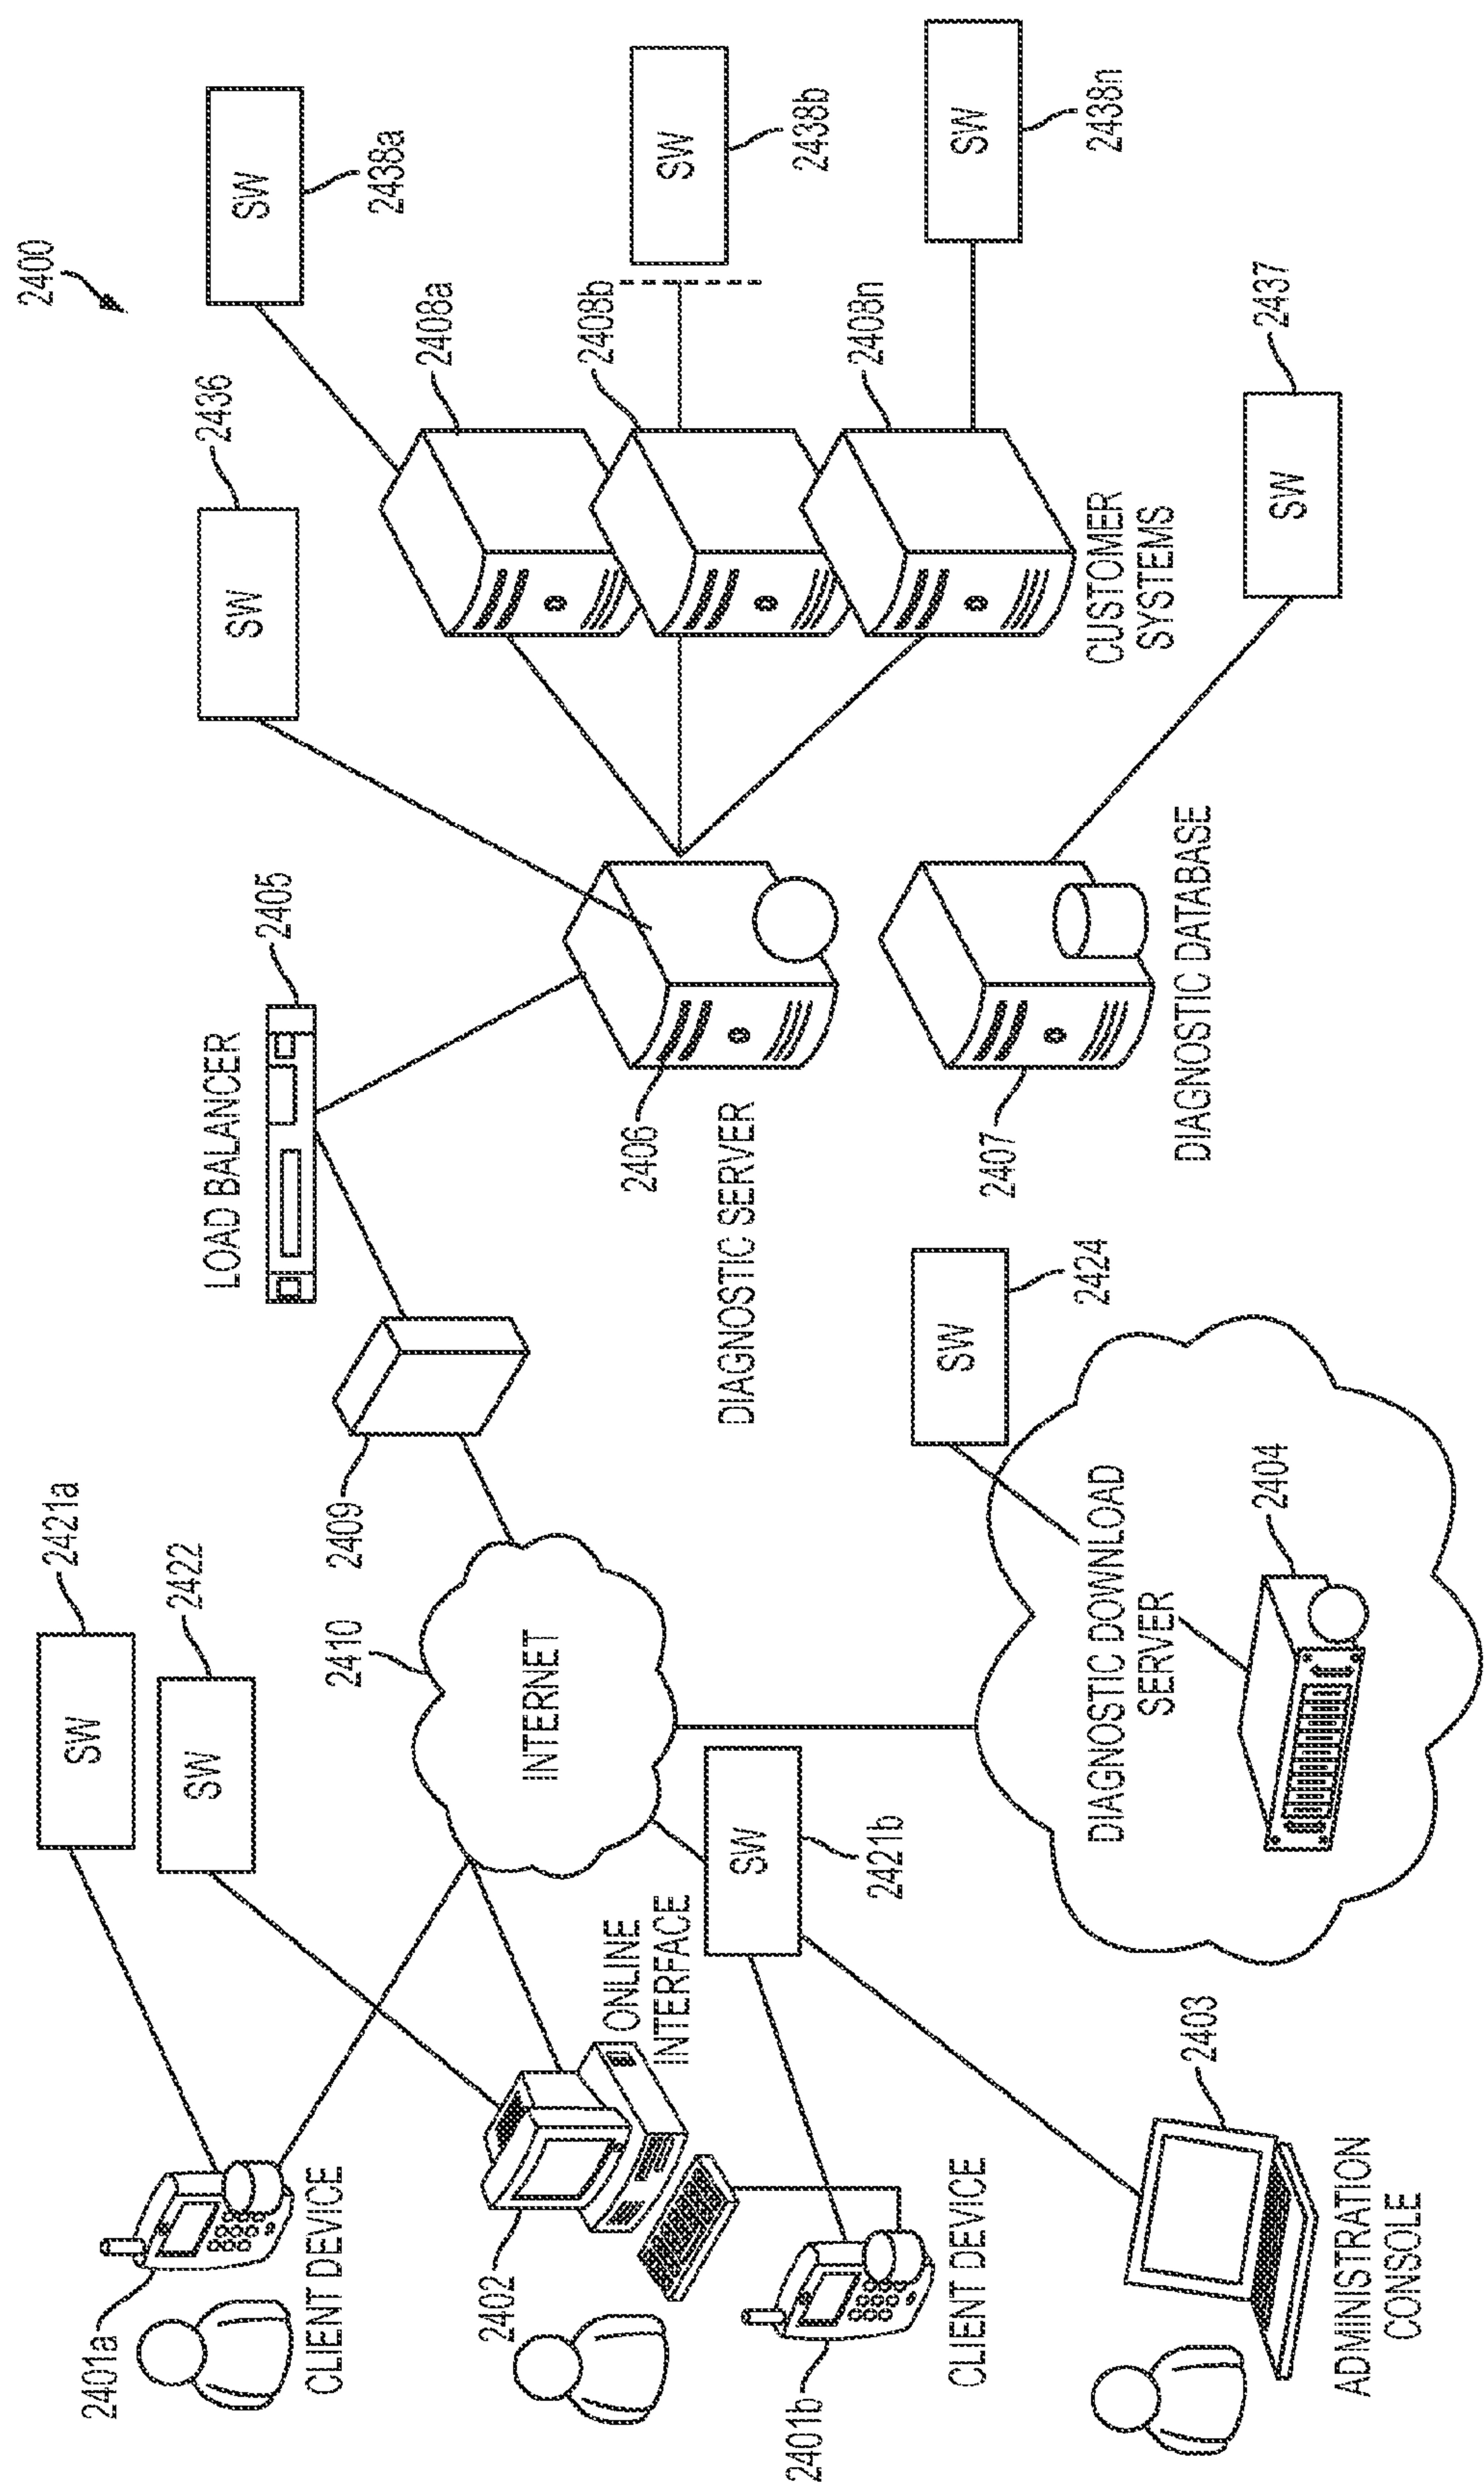 2400
SW
2421a
SW
2422
2401a
CLIENT DEVICE
2402
ONLINE
INTERFACE
2401b
CLIENT DEVICE
SW
2421b
2403
ADMINISTRATION
CONSOLE
2410
INTERNET
2409
LOAD BALANCER
2405
SW
2424
DIAGNOSTIC DOWNLOAD
SERVER
2404
2406
DIAGNOSTIC SERVER
2407
DIAGNOSTIC DATABASE
SW
2436
SW
2438a
2408a
SW
2438b
2408b
SW
2438n
2408n
CUSTOMER
SYSTEMS
SW
2437